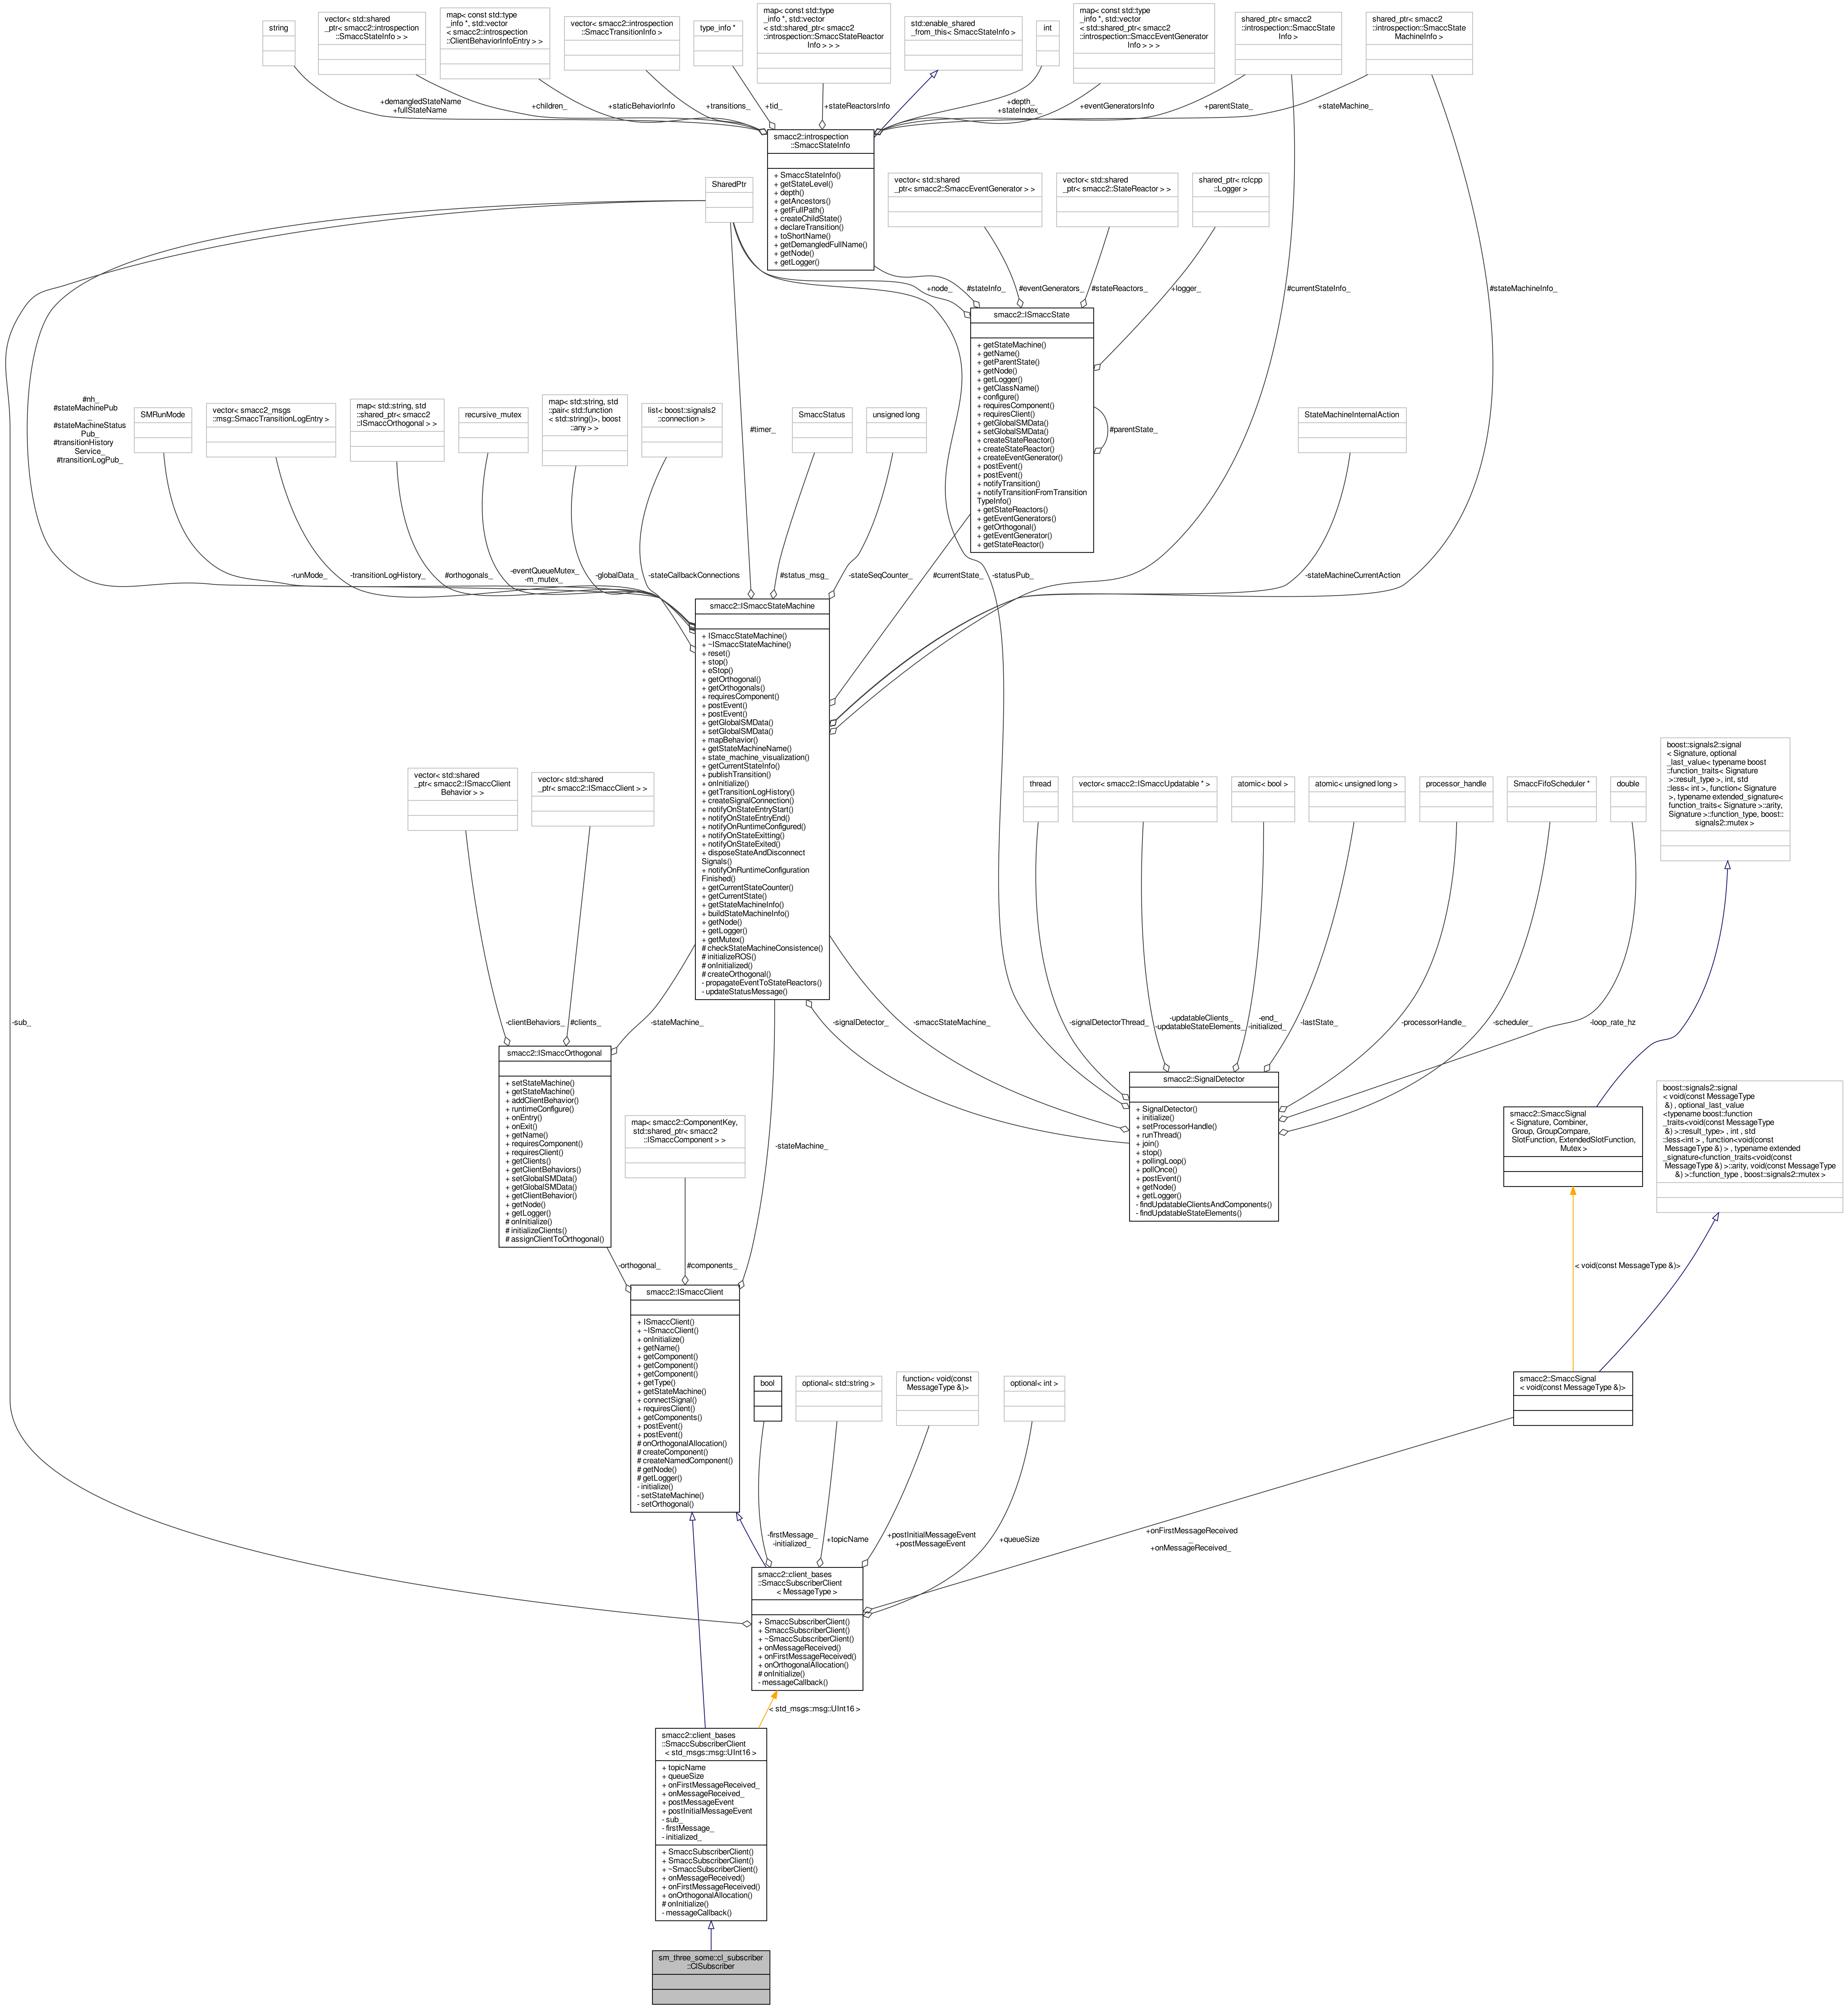 string
vector< std::shared
_ptr< smacc2::introspection
::SmaccStateInfo > >
map< const std::type
_info *, std::vector
< smacc2::introspection
::ClientBehaviorInfoEntry > >
vector< smacc2::introspection
::SmaccTransitionInfo >
type_info *
map< const std::type
_info *, std::vector
< std::shared_ptr< smacc2
::introspection::SmaccStateReactor
Info > > >
std::enable_shared
_from_this< SmaccStateInfo >
int
map< const std::type
_info *, std::vector
< std::shared_ptr< smacc2
::introspection::SmaccEventGenerator
Info > > >
shared_ptr< smacc2
::introspection::SmaccState
Info >
shared_ptr< smacc2
::introspection::SmaccState
MachineInfo >
+demangledStateName
+fullStateName
+children_
+staticBehaviorInfo
+transitions_
+tid_
+stateReactorsInfo
+depth_
+stateIndex_
+eventGeneratorsInfo
+parentState_
+stateMachine_
smacc2::introspection
::SmaccStateInfo
+ SmaccStateInfo()
+ getStateLevel()
+ depth()
+ getAncestors()
+ getFullPath()
+ createChildState()
+ declareTransition()
+ toShortName()
+ getDemangledFullName()
+ getNode()
+ getLogger()
SharedPtr
vector< std::shared
_ptr< smacc2::SmaccEventGenerator > >
vector< std::shared
_ptr< smacc2::StateReactor > >
shared_ptr< rclcpp
::Logger >
+node_
#stateInfo_
#eventGenerators_
#stateReactors_
+logger_
#currentStateInfo_
#stateMachineInfo_
smacc2::ISmaccState
+ getStateMachine()
+ getName()
+ getParentState()
+ getNode()
+ getLogger()
+ getClassName()
+ configure()
+ requiresComponent()
+ requiresClient()
+ getGlobalSMData()
+ setGlobalSMData()
+ createStateReactor()
+ createStateReactor()
+ createEventGenerator()
+ postEvent()
+ postEvent()
+ notifyTransition()
+ notifyTransitionFromTransition
TypeInfo()
+ getStateReactors()
+ getEventGenerators()
+ getOrthogonal()
+ getEventGenerator()
+ getStateReactor()
#parentState_
#nh_
#stateMachinePub
_
#stateMachineStatus
Pub_
#transitionHistory
Service_
#transitionLogPub_
SMRunMode
vector< smacc2_msgs
::msg::SmaccTransitionLogEntry >
map< std::string, std
::shared_ptr< smacc2
::ISmaccOrthogonal > >
recursive_mutex
map< std::string, std
::pair< std::function
< std::string()>, boost
::any > >
list< boost::signals2
::connection >
#timer_
SmaccStatus
unsigned long
StateMachineInternalAction
-runMode_
-transitionLogHistory_
#orthogonals_
-eventQueueMutex_
-m_mutex_
-globalData_
-stateCallbackConnections
#status_msg_
-stateSeqCounter_
#currentState_
-statusPub_
-stateMachineCurrentAction
smacc2::ISmaccStateMachine
+ ISmaccStateMachine()
+ ~ISmaccStateMachine()
+ reset()
+ stop()
+ eStop()
+ getOrthogonal()
+ getOrthogonals()
+ requiresComponent()
+ postEvent()
+ postEvent()
+ getGlobalSMData()
+ setGlobalSMData()
+ mapBehavior()
+ getStateMachineName()
+ state_machine_visualization()
+ getCurrentStateInfo()
+ publishTransition()
+ onInitialize()
+ getTransitionLogHistory()
+ createSignalConnection()
+ notifyOnStateEntryStart()
+ notifyOnStateEntryEnd()
+ notifyOnRuntimeConfigured()
+ notifyOnStateExitting()
+ notifyOnStateExited()
+ disposeStateAndDisconnect
Signals()
+ notifyOnRuntimeConfiguration
Finished()
+ getCurrentStateCounter()
+ getCurrentState()
+ getStateMachineInfo()
+ buildStateMachineInfo()
+ getNode()
+ getLogger()
+ getMutex()
# checkStateMachineConsistence()
# initializeROS()
# onInitialized()
# createOrthogonal()
- propagateEventToStateReactors()
- updateStatusMessage()
vector< std::shared
_ptr< smacc2::ISmaccClient
Behavior > >
vector< std::shared
_ptr< smacc2::ISmaccClient > >
thread
vector< smacc2::ISmaccUpdatable * >
atomic< bool >
atomic< unsigned long >
processor_handle
SmaccFifoScheduler *
double
boost::signals2::signal
< Signature, optional
_last_value< typename boost
::function_traits< Signature
>::result_type >, int, std
::less< int >, function< Signature
>, typename extended_signature<
function_traits< Signature >::arity,
Signature >::function_type, boost::
signals2::mutex >
-sub_
-clientBehaviors_
#clients_
-stateMachine_
-signalDetector_
-smaccStateMachine_
-signalDetectorThread_
-updatableClients_
-updatableStateElements_
-end_
-initialized_
-lastState_
-processorHandle_
-scheduler_
-loop_rate_hz
smacc2::ISmaccOrthogonal
+ setStateMachine()
+ getStateMachine()
+ addClientBehavior()
+ runtimeConfigure()
+ onEntry()
+ onExit()
+ getName()
+ requiresComponent()
+ requiresClient()
+ getClients()
+ getClientBehaviors()
+ setGlobalSMData()
+ getGlobalSMData()
+ getClientBehavior()
+ getNode()
+ getLogger()
# onInitialize()
# initializeClients()
# assignClientToOrthogonal()
smacc2::SignalDetector
+ SignalDetector()
+ initialize()
+ setProcessorHandle()
+ runThread()
+ join()
+ stop()
+ pollingLoop()
+ pollOnce()
+ postEvent()
+ getNode()
+ getLogger()
- findUpdatableClientsAndComponents()
- findUpdatableStateElements()
smacc2::SmaccSignal
< Signature, Combiner,
Group, GroupCompare,
SlotFunction, ExtendedSlotFunction,
Mutex >
boost::signals2::signal
< void(const MessageType
&) , optional_last_value
<typename boost::function
_traits<void(const MessageType
&) >::result_type> , int , std
::less<int > , function<void(const
MessageType &) > , typename extended
_signature<function_traits<void(const
MessageType &) >::arity, void(const MessageType
&) >::function_type , boost::signals2::mutex >
map< smacc2::ComponentKey,
std::shared_ptr< smacc2
::ISmaccComponent > >
-stateMachine_
-orthogonal_
#components_
< void(const MessageType &)>
smacc2::ISmaccClient
+ ISmaccClient()
+ ~ISmaccClient()
+ onInitialize()
+ getName()
+ getComponent()
+ getComponent()
+ getComponent()
+ getType()
+ getStateMachine()
+ connectSignal()
+ requiresClient()
+ getComponents()
+ postEvent()
+ postEvent()
# onOrthogonalAllocation()
# createComponent()
# createNamedComponent()
# getNode()
# getLogger()
- initialize()
- setStateMachine()
- setOrthogonal()
bool
optional< std::string >
function< void(const
MessageType &)>
optional< int >
smacc2::SmaccSignal
< void(const MessageType &)>
-firstMessage_
-initialized_
+topicName
+postInitialMessageEvent
+postMessageEvent
+queueSize
+onFirstMessageReceived
_
+onMessageReceived_
smacc2::client_bases
::SmaccSubscriberClient
< MessageType >
+ SmaccSubscriberClient()
+ SmaccSubscriberClient()
+ ~SmaccSubscriberClient()
+ onMessageReceived()
+ onFirstMessageReceived()
+ onOrthogonalAllocation()
# onInitialize()
- messageCallback()
< std_msgs::msg::UInt16 >
smacc2::client_bases
::SmaccSubscriberClient
< std_msgs::msg::UInt16 >
+ topicName
+ queueSize
+ onFirstMessageReceived_
+ onMessageReceived_
+ postMessageEvent
+ postInitialMessageEvent
- sub_
- firstMessage_
- initialized_
+ SmaccSubscriberClient()
+ SmaccSubscriberClient()
+ ~SmaccSubscriberClient()
+ onMessageReceived()
+ onFirstMessageReceived()
+ onOrthogonalAllocation()
# onInitialize()
- messageCallback()
sm_three_some::cl_subscriber
::ClSubscriber